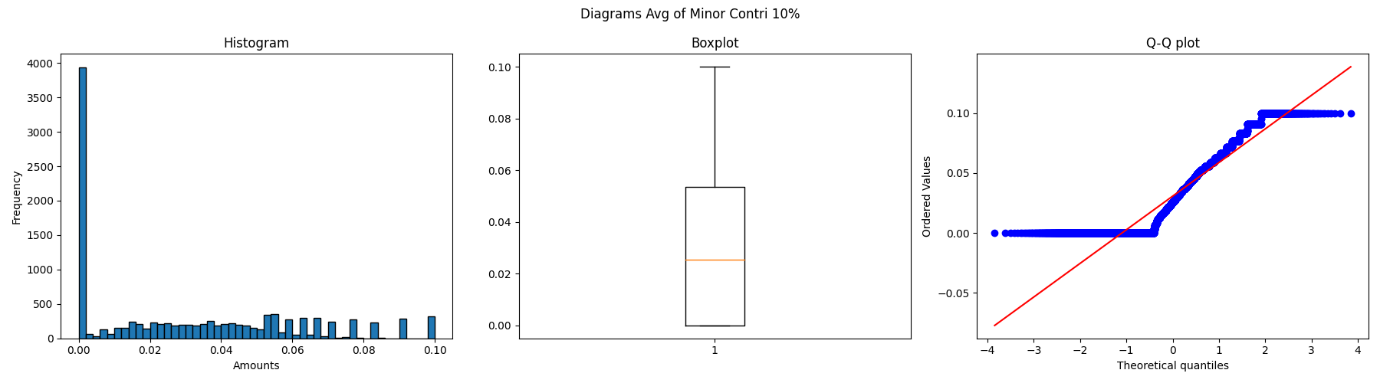 Diagrams Avg of Minor Contri 10%
Histogram
4000
3500
3000
2500
2000
1500
1000
500
0
Frequency
0.00 0.02 0.04 0.06 0.08 0.10
Amounts
Boxplot
0.10
0.08
0.06
0.04
0.02
0.00
1
Q-Q plot
0.10
0.05
0.00
−0.05
Ordered Values
−4 −3 −2 −1 0 1 2 3 4
Theoretical quantiles